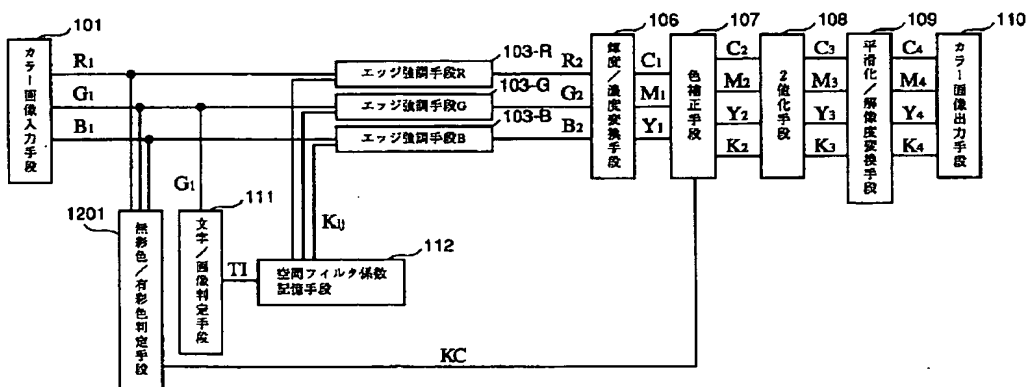 101
106
107
108
109
110
103-R
103-G
103-B
カラー画像入力手段
R1
G1
B1
エッジ強調手段R
エッジ強調手段G
エッジ強調手段B
R2
G2
B2
輝度/濃度変換手段
C1
M1
Y1
色補正手段
C2
M2
Y2
K2
2値化手段
C3
M3
Y3
K3
平滑化/解像度変換手段
C4
M4
Y4
K4
カラー画像出力手段
G1
111
1201
無彩色/有彩色判定手段
文字/画像判定手段
TI
Kij
112
空間フィルタ係数
記憶手段
KC